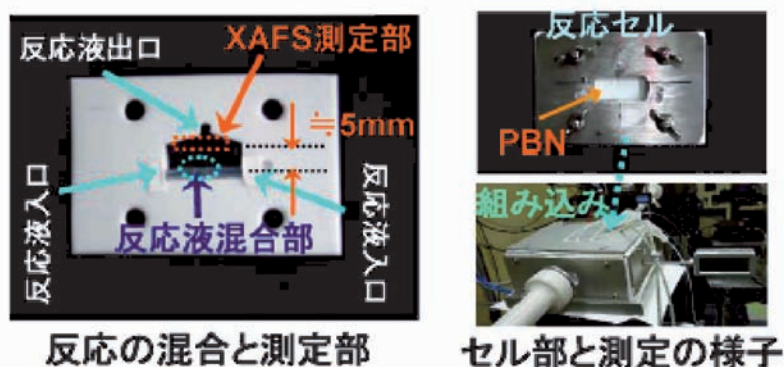 反応液出口
XAFS測定部
≒5mm
反応液入口
反応液混合部
反応液入口
反応の混合と測定部
反応セル
PBN
組み込み
セル部と測定の様子